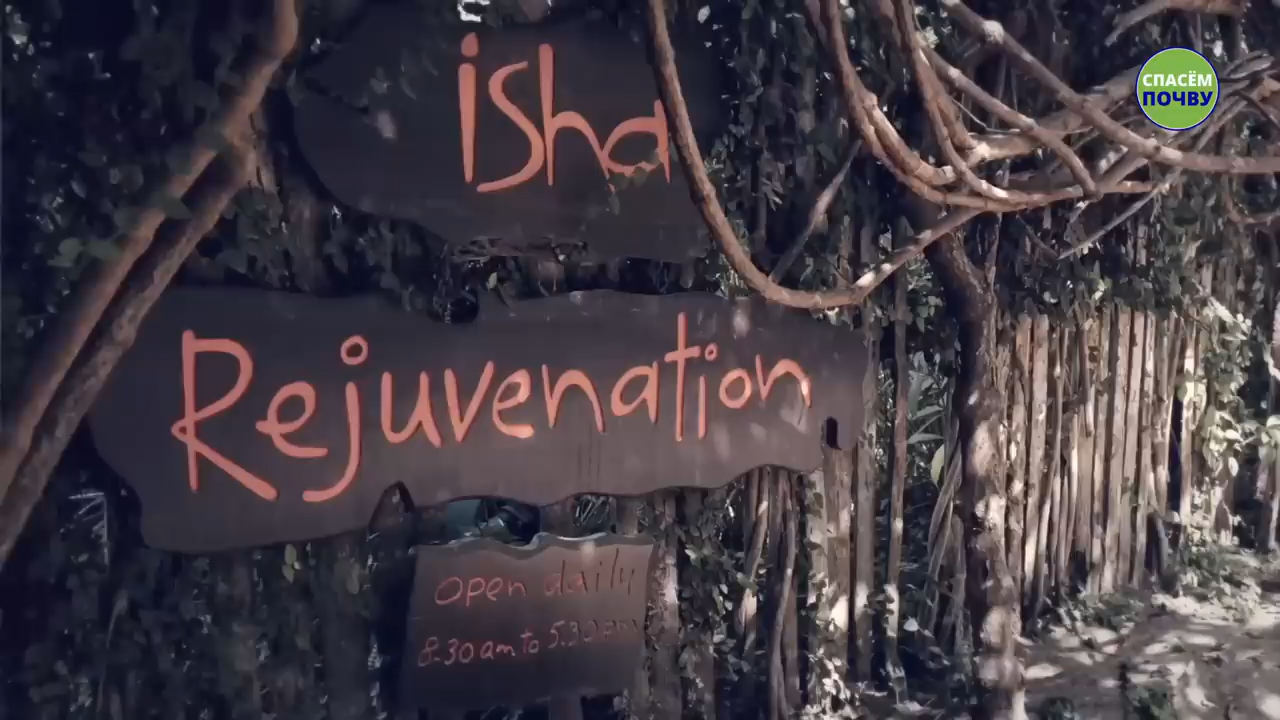 isha
Rejuvenation
open daily
8.30 am to 5.30 pm
СПАСЁМ
ПОЧВУ